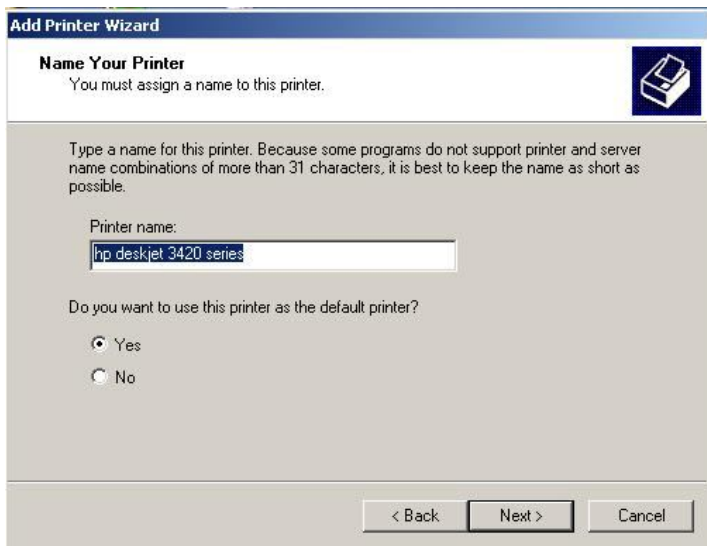 Add Printer Wizard
Name Your Printer
You must assign a name to this printer.
Type a name for this printer. Because some programs do not support printer and server
name combinations of more than 31 characters, it is best to keep the name as short as
possible.
Printer name:
hp deskjet 3420 series
Do you want to use this printer as the default printer?
Yes
No
< Back
Next >
Cancel